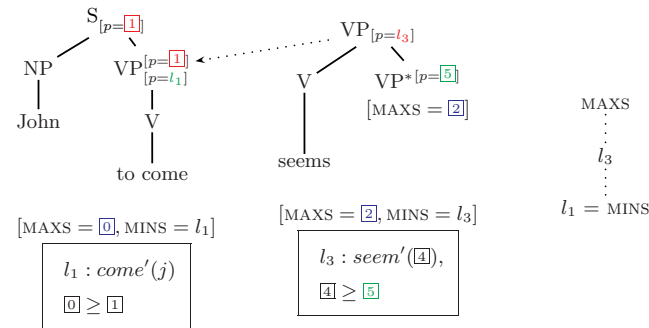 S[p=1]
VP[p=l3]
NP
VP[p=1][p=l1]
V
VP*[p=5]
John
V
[MAXS = 2]
MAXS
seems
l3
to come
l1 = MINS
[MAXS = 0, MINS = l1]
[MAXS = 2, MINS = l3]
l1 : come′(j)
0 ≥ 1
l3 : seem′(4),
4 ≥ 5